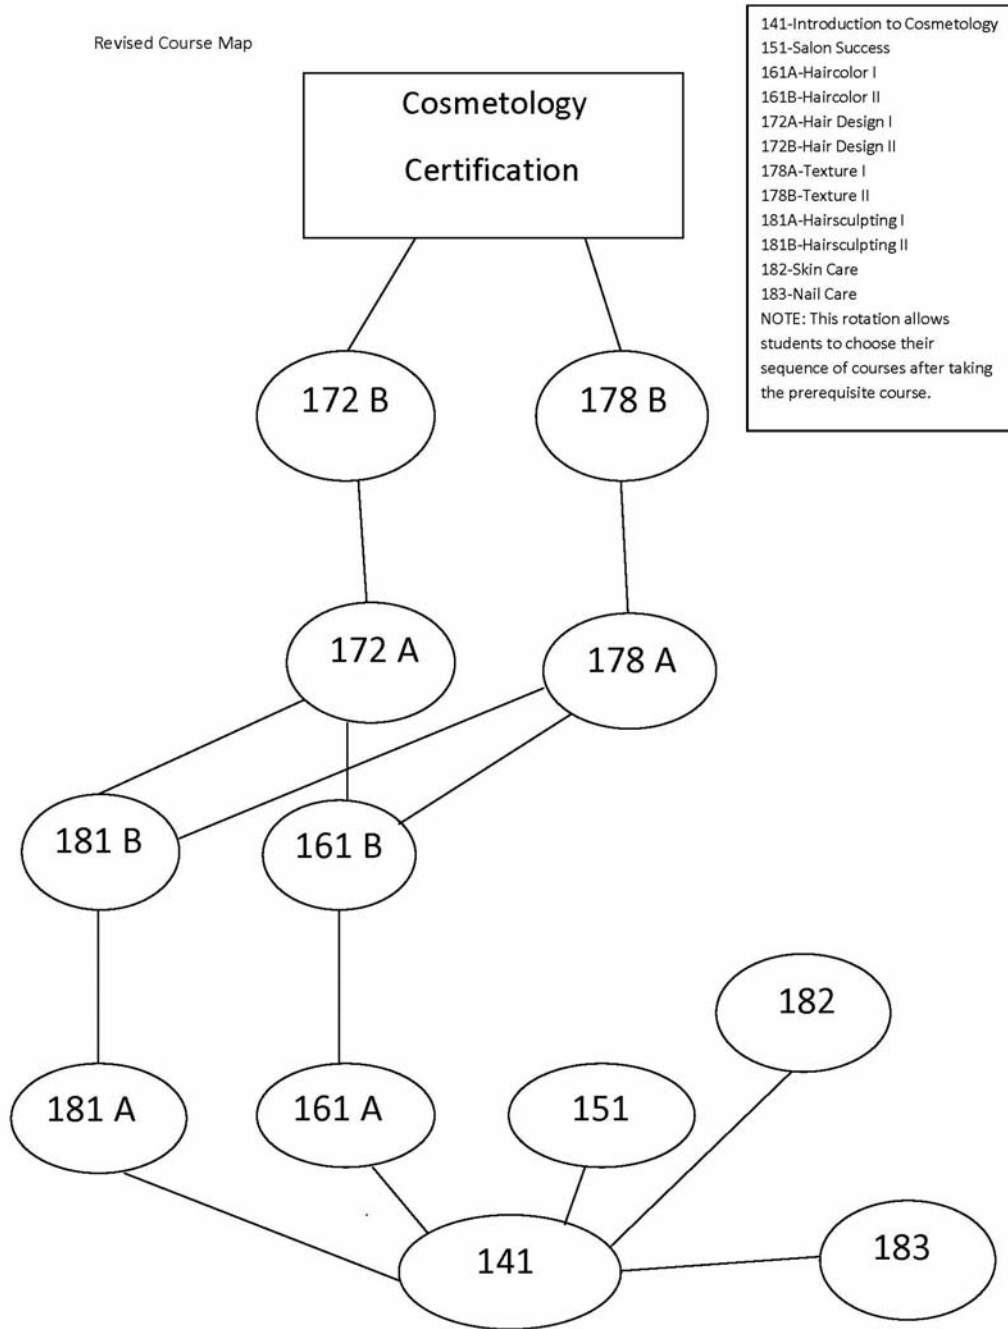 Revised Course Map
141-Introduction to Cosmetology
151-Salon Success
161A-Haircolor I
161B-Haircolor II
172A-Hair Design I
172B-Hair Design II
178A-Texture I
178B-Texture II
181A-Hairsculpting I
181B-Hairsculpting II
182-Skin Care
183-Nail Care
NOTE: This rotation allows
students to choose their
sequence of courses after taking
the prerequisite course.
Cosmetology
Certification
172 B
178 B
172 A
178 A
181 B
161 B
182
181 A
161 A
151
141
183